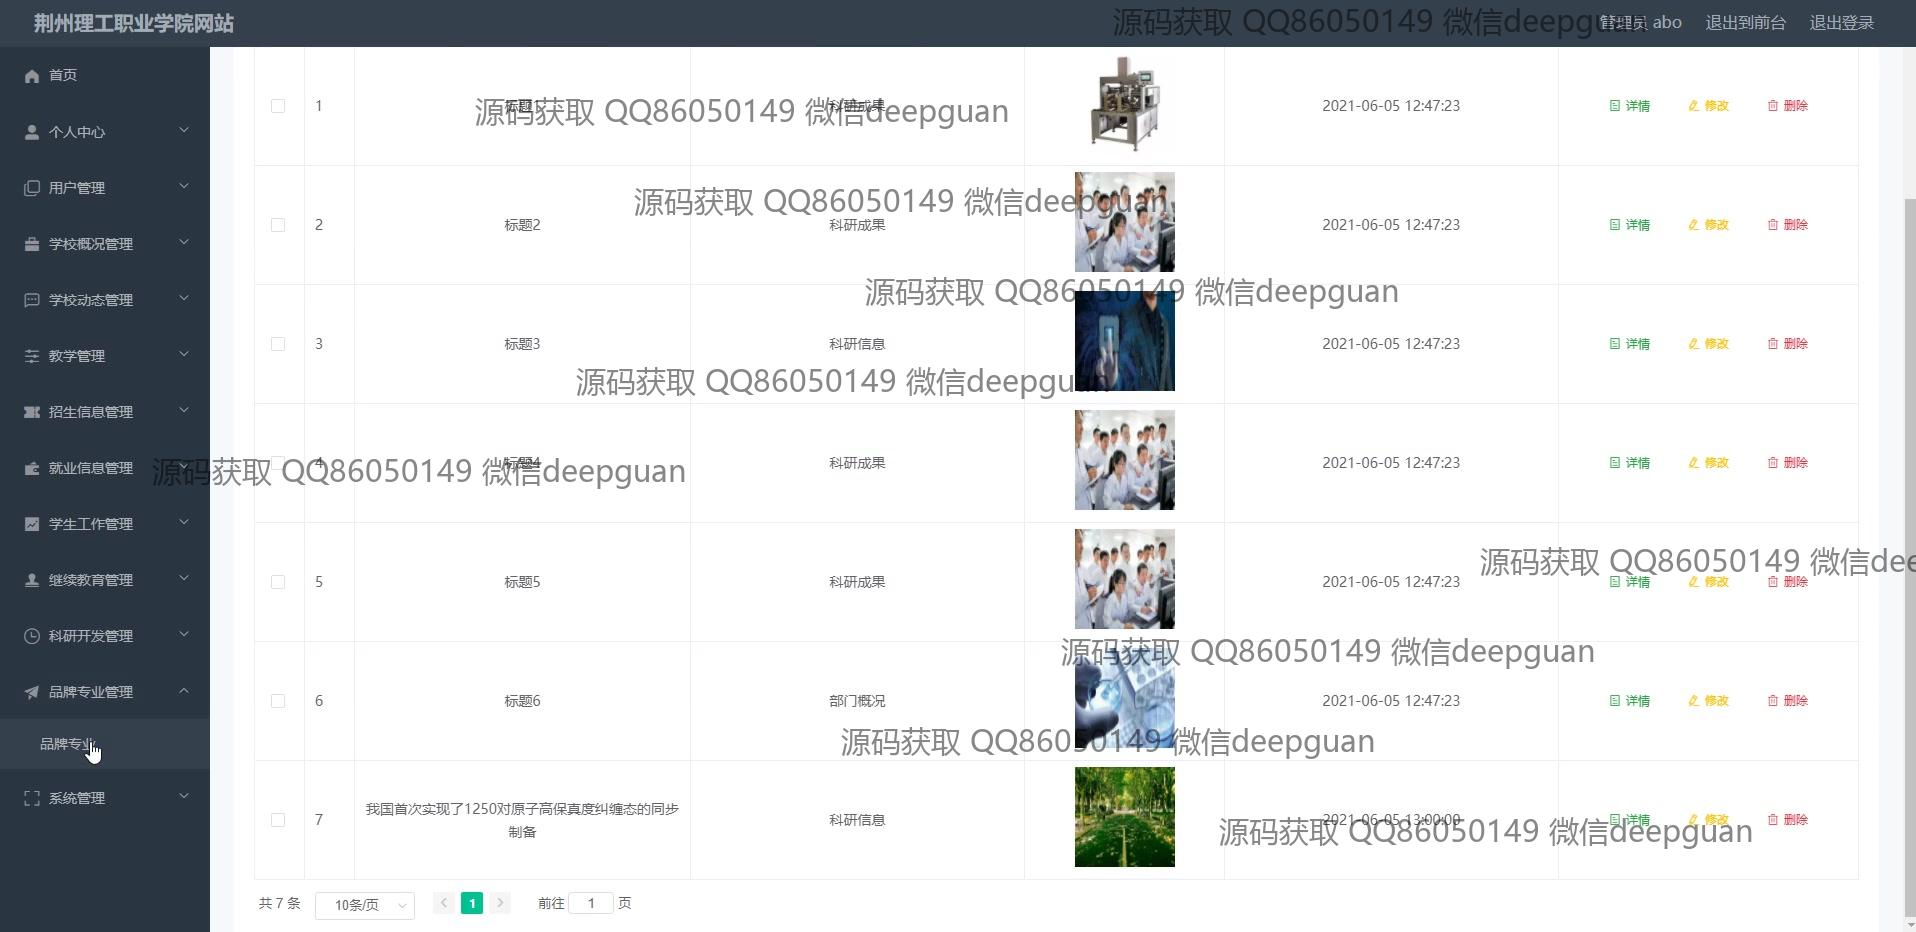 荆州理工职业学院网站
源码获取 QQ86050149 微信deepguan
管理员 abo 退出到前台 退出登录
首页
个人中心
用户管理
学校概况管理
学校动态管理
教学管理
招生信息管理
就业信息管理
学生工作管理
继续教育管理
科研开发管理
品牌专业管理
品牌专业
系统管理
1 标题1 科研成果 2021-06-05 12:47:23 详情 修改 删除
源码获取 QQ86050149 微信deepguan
源码获取 QQ86050149 微信deepguan
2 标题2 科研成果 2021-06-05 12:47:23 详情 修改 删除
源码获取 QQ86050149 微信deepguan
3 标题3 科研信息 2021-06-05 12:47:23 详情 修改 删除
源码获取 QQ86050149 微信deepguan
4 标题4 科研成果 2021-06-05 12:47:23 详情 修改 删除
源码获取 QQ86050149 微信deepguan
源码获取 QQ86050149 微信dee
5 标题5 科研成果 2021-06-05 12:47:23 详情 修改 删除
源码获取 QQ86050149 微信deepguan
6 标题6 部门概况 2021-06-05 12:47:23 详情 修改 删除
源码获取 QQ86050149 微信deepguan
7 我国首次实现了1250对原子高保真度纠缠态的同步
制备 科研信息 2021-06-05 13:00:00 详情 修改 删除
源码获取 QQ86050149 微信deepguan
共 7 条 10条/页 1 前往 1 页